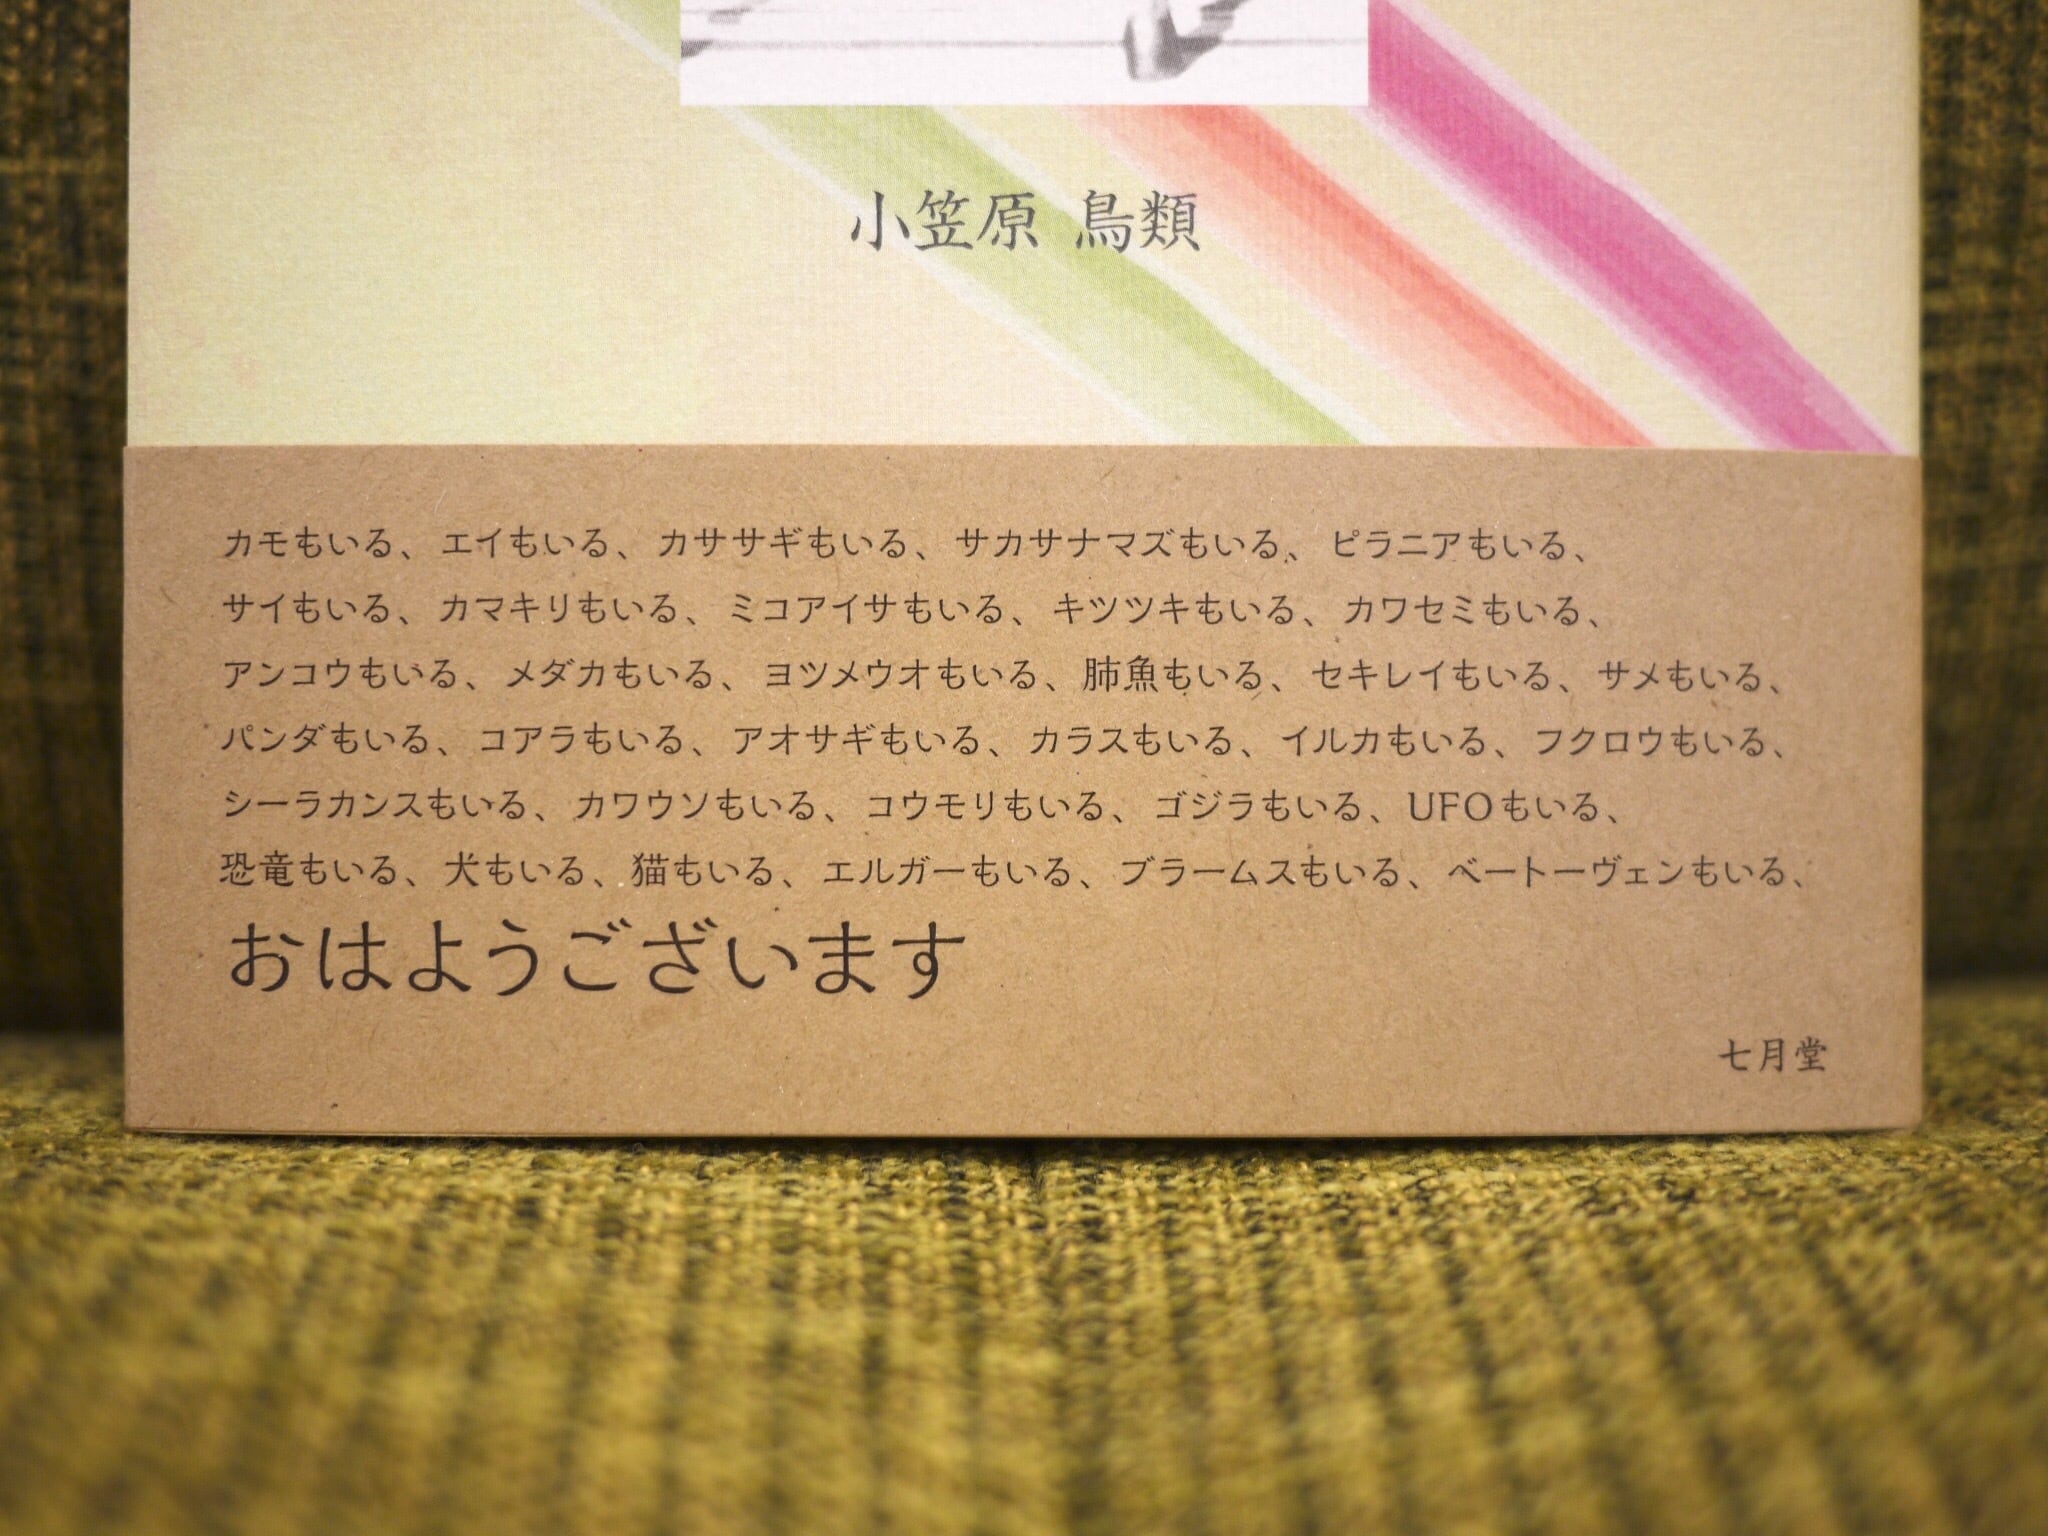 小笠原 鳥類
カモもいる、エイもいる、カササギもいる、サカサナマズもいる、ピラニアもいる、
サイもいる、カマキリもいる、ミコアイサもいる、キツツキもいる、カワセミもいる、
アンコウもいる、メダカもいる、ヨツメウオもいる、肺魚もいる、セキレイもいる、サメもいる、
パンダもいる、コアラもいる、アオサギもいる、カラスもいる、イルカもいる、フクロウもいる、
シーラカンスもいる、カワウソもいる、コウモリもいる、ゴジラもいる、UFOもいる、
恐竜もいる、犬もいる、猫もいる、エルガーもいる、ブラームスもいる、ベートーヴェンもいる、
おはようございます
七月堂